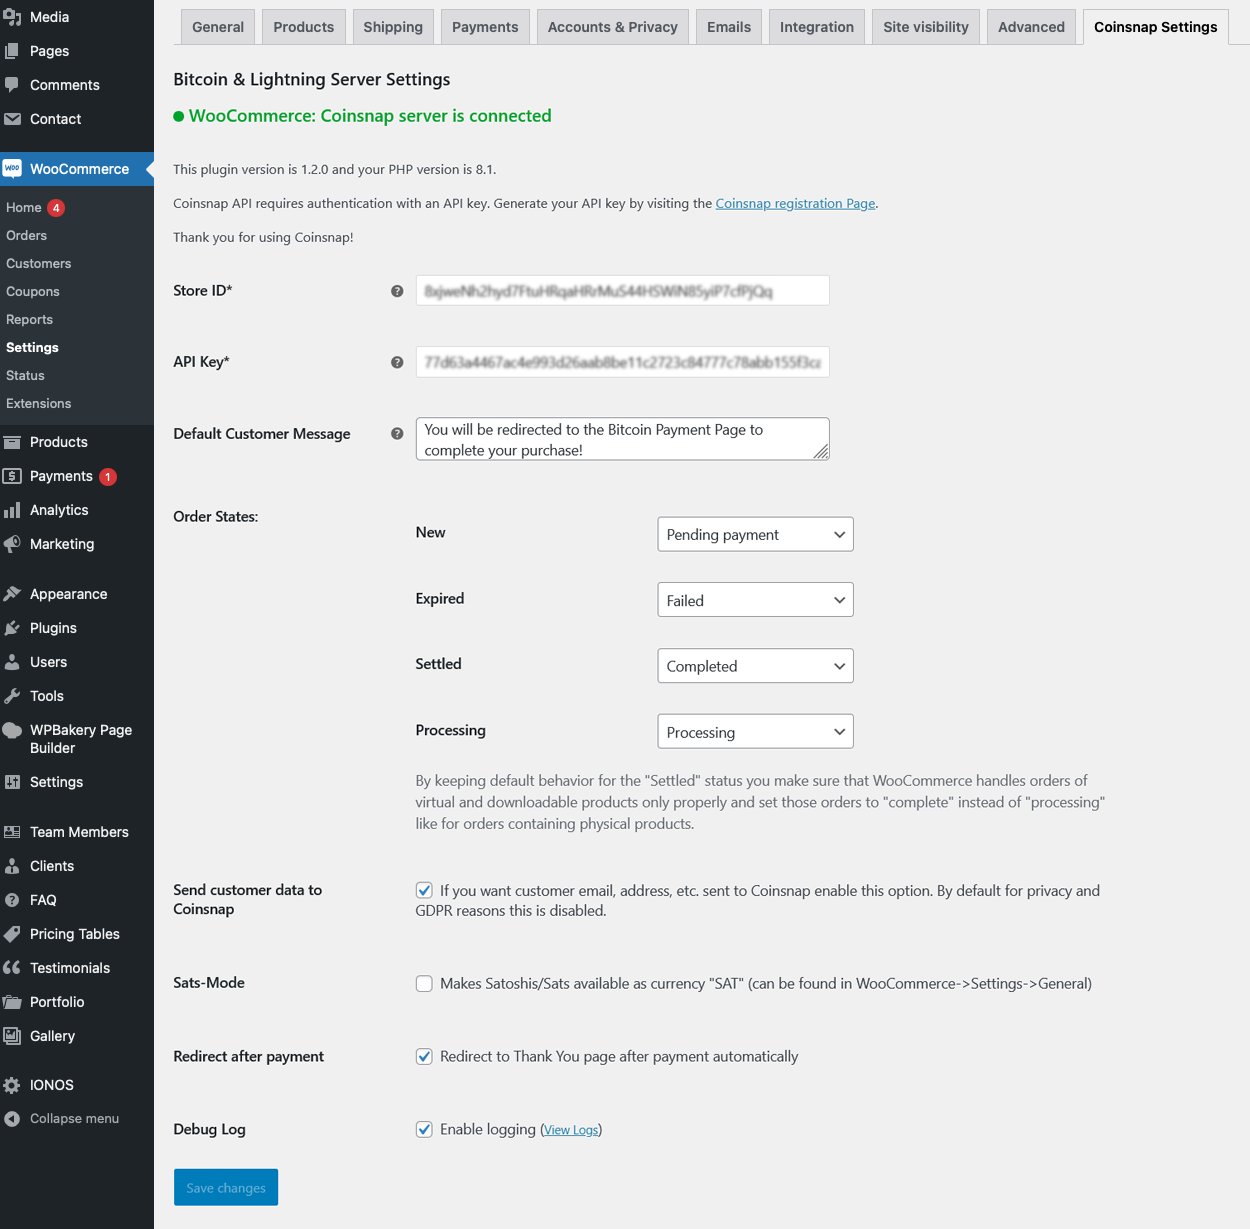 Media
Pages
Comments
Contact
WooCommerce
Home 4
Orders
Customers
Coupons
Reports
Settings
Status
Extensions
Products
Payments 1
Analytics
Marketing
Appearance
Plugins
Users
Tools
WPBakery Page
Builder
Settings
Team Members
Clients
FAQ
Pricing Tables
Testimonials
Portfolio
Gallery
IONOS
Collapse menu
General Products Shipping Payments Accounts & Privacy Emails Integration Site visibility Advanced Coinsnap Settings
Bitcoin & Lightning Server Settings
WooCommerce: Coinsnap server is connected
This plugin version is 1.2.0 and your PHP version is 8.1.
Coinsnap API requires authentication with an API key. Generate your API key by visiting the Coinsnap registration Page.
Thank you for using Coinsnap!
Store ID*
API Key*
Default Customer Message
You will be redirected to the Bitcoin Payment Page to
complete your purchase!
Order States:
New Pending payment
Expired Failed
Settled Completed
Processing Processing
By keeping default behavior for the "Settled" status you make sure that WooCommerce handles orders of
virtual and downloadable products only properly and set those orders to "complete" instead of "processing"
like for orders containing physical products.
Send customer data to
Coinsnap
If you want customer email, address, etc. sent to Coinsnap enable this option. By default for privacy and
GDPR reasons this is disabled.
Sats-Mode
Makes Satoshis/Sats available as currency "SAT" (can be found in WooCommerce->Settings->General)
Redirect after payment
Redirect to Thank You page after payment automatically
Debug Log
Enable logging (View Logs)
Save changes